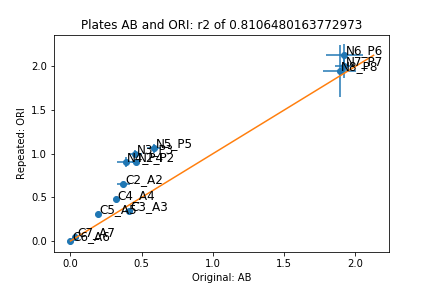 Plates AB and ORI: r2 of 0.8106480163772973
Repeated: ORI
2.0
1.5
1.0
0.5
0.0
N6_P6
N7_P7
N8_P8
N5_P5
N3_P3
N4_P4
N2_P2
C2_A2
C4_A4
C3_A3
C5_A5
C7_A7
C6_A6
0.0
0.5
1.0
1.5
2.0
Original: AB